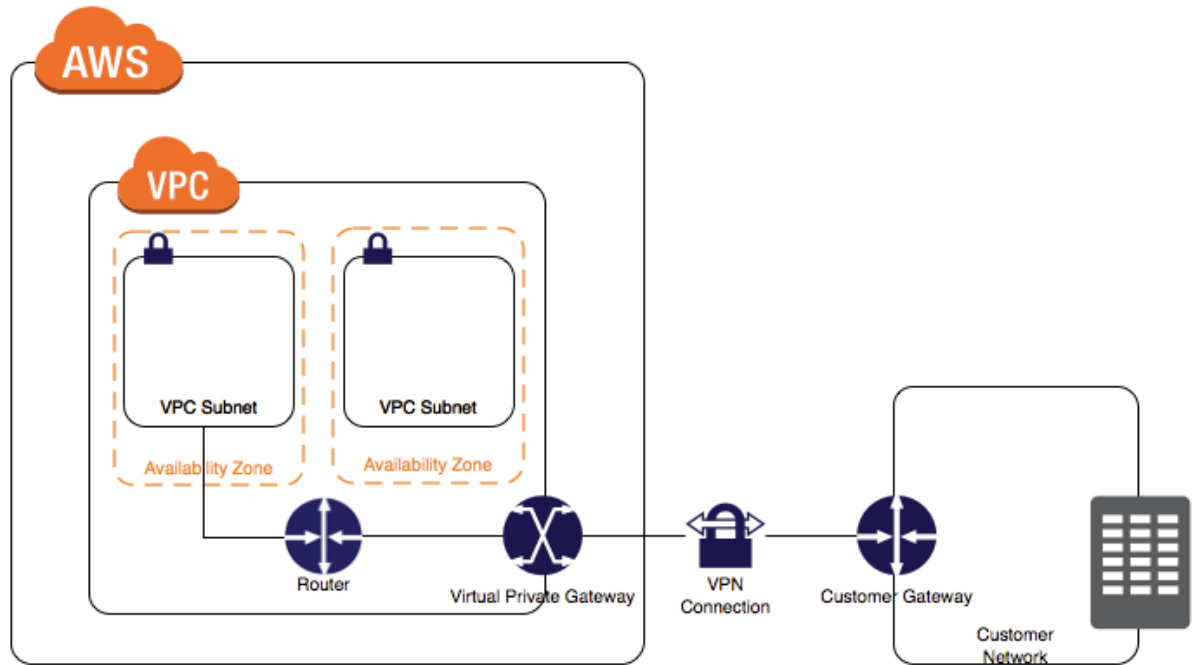 AWS
VPC
VPC Subnet
VPC Subnet
Availability Zone
Availability Zone
Router
Virtual Private Gateway
VPN
Connection
Customer Gateway
Customer
Network